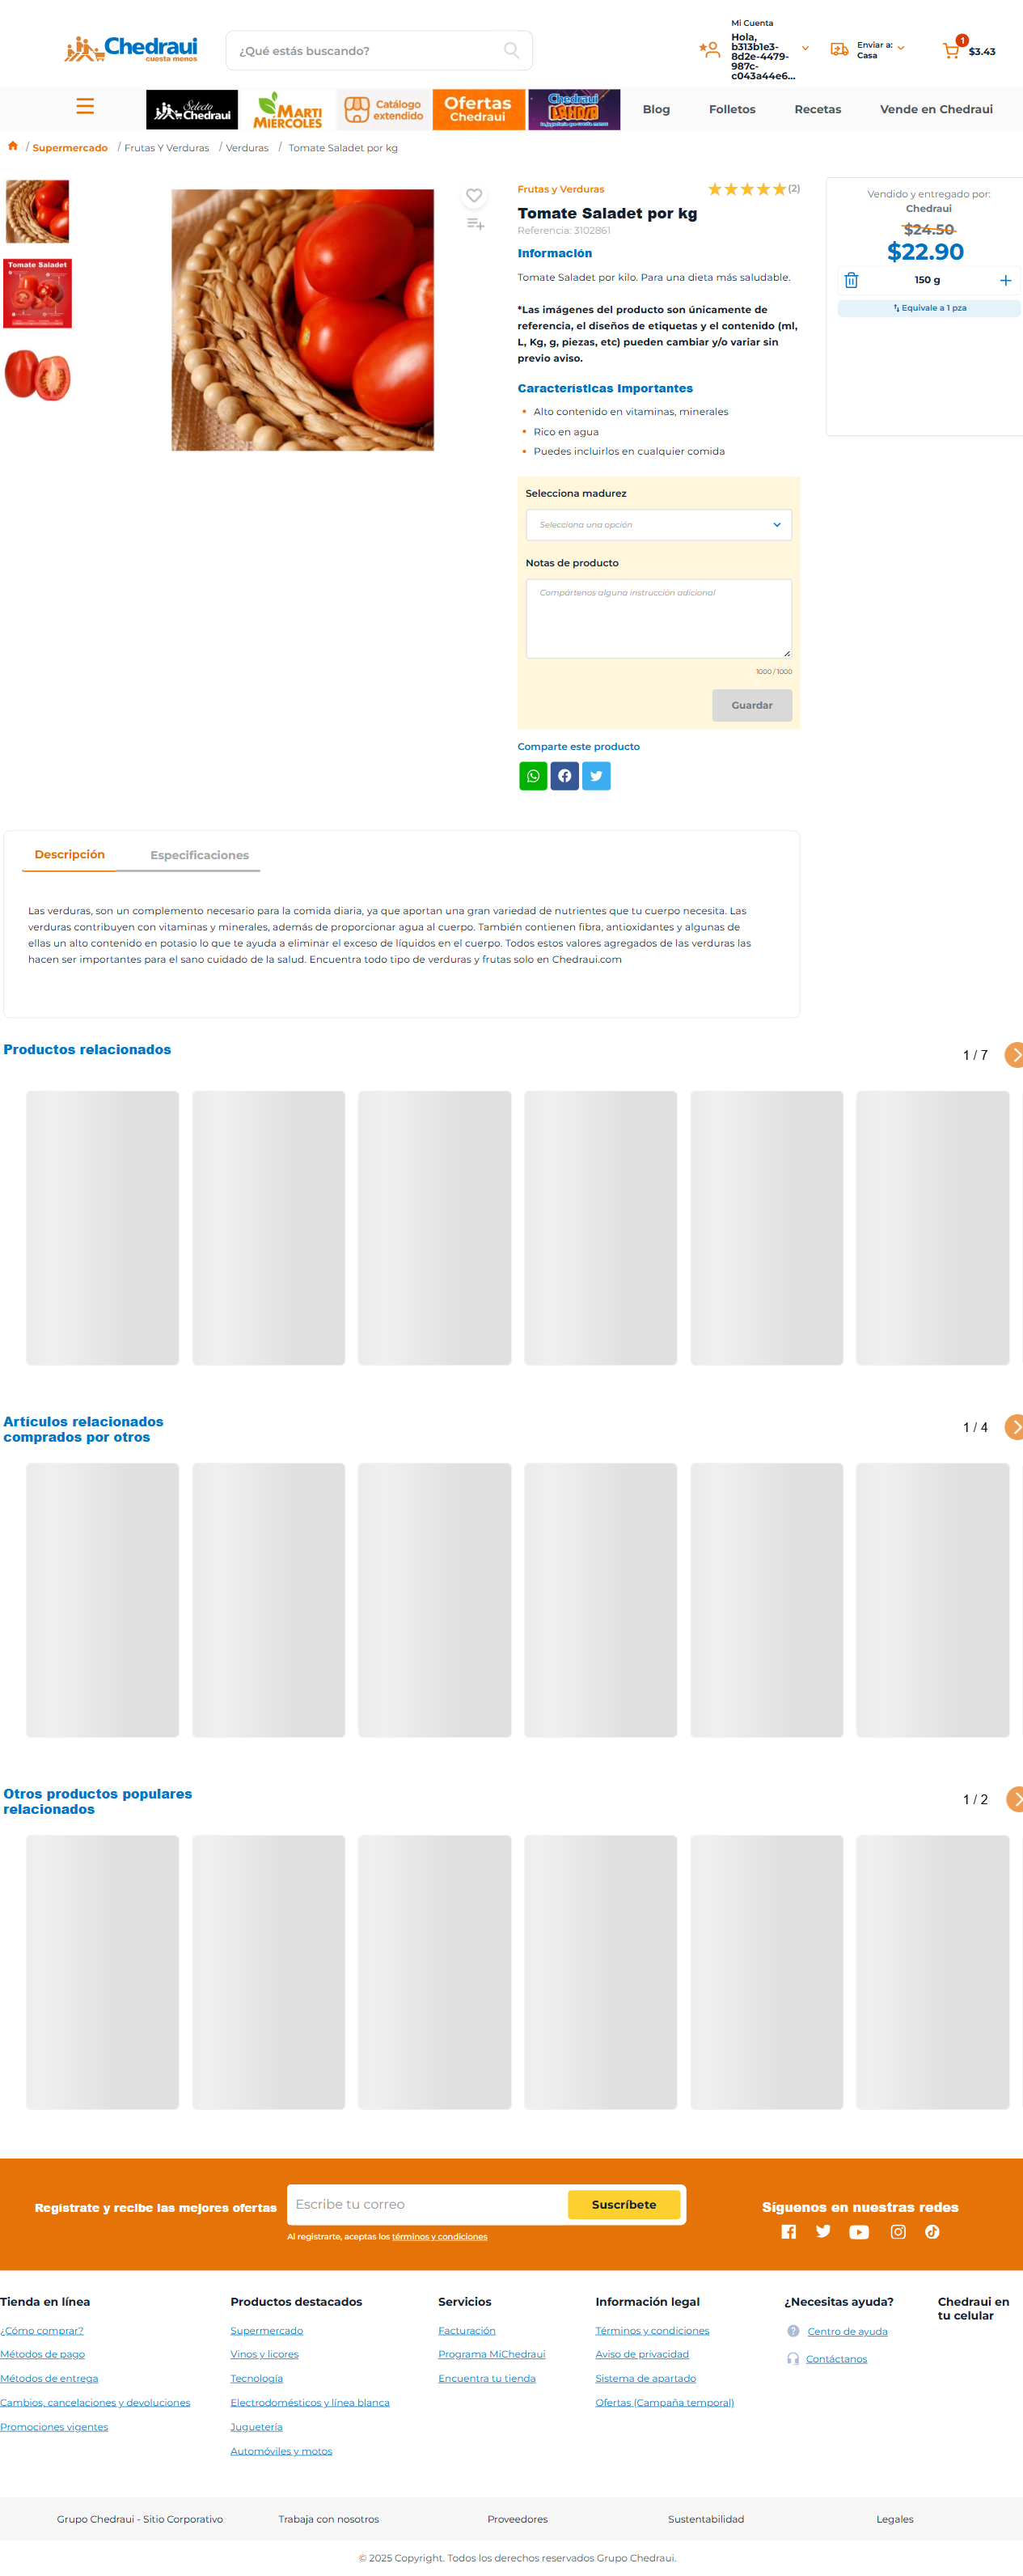 Chedraui
cuesta menos
¿Qué estás buscando?
Mi Cuenta
Hola,
b313b1e3-
8d2e-4479-
987c-
c043a44e6...
Enviar a:
Casa
1
$3.43
Selecto
Chedraui
MARTI
MIÉRCOLES
Catálogo
extendido
Ofertas
Chedraui
Chedraui
Blog
Folletos
Recetas
Vende en Chedraui
/ Supermercado / Frutas Y Verduras / Verduras / Tomate Saladet por kg
Tomate Saladet
Frutas y Verduras
(2)
Tomate Saladet por kg
Referencia: 3102861
Información
Tomate Saladet por kilo. Para una dieta más saludable.
*Las imágenes del producto son únicamente de
referencia, el diseños de etiquetas y el contenido (ml,
L, Kg, g, piezas, etc) pueden cambiar y/o variar sin
previo aviso.
Características Importantes
• Alto contenido en vitaminas, minerales
• Rico en agua
• Puedes incluirlos en cualquier comida
Selecciona madurez
Selecciona una opción
Notas de producto
Compártenos alguna instrucción adicional
1000 / 1000
Guardar
Comparte este producto
Vendido y entregado por:
Chedraui
$24.50
$22.90
150 g
Equivale a 1 pza
Descripción
Especificaciones
Las verduras, son un complemento necesario para la comida diaria, ya que aportan una gran variedad de nutrientes que tu cuerpo necesita. Las
verduras contribuyen con vitaminas y minerales, además de proporcionar agua al cuerpo. También contienen fibra, antioxidantes y algunas de
ellas un alto contenido en potasio lo que te ayuda a eliminar el exceso de líquidos en el cuerpo. Todos estos valores agregados de las verduras las
hacen ser importantes para el sano cuidado de la salud. Encuentra todo tipo de verduras y frutas solo en Chedraui.com
Productos relacionados
1 / 7
Artículos relacionados
comprados por otros
1 / 4
Otros productos populares
relacionados
1 / 2
Regístrate y recibe las mejores ofertas
Escribe tu correo
Suscríbete
Al registrarte, aceptas los términos y condiciones
Síguenos en nuestras redes
Tienda en línea
¿Cómo comprar?
Métodos de pago
Métodos de entrega
Cambios, cancelaciones y devoluciones
Promociones vigentes
Productos destacados
Supermercado
Vinos y licores
Tecnología
Electrodomésticos y línea blanca
Juguetería
Automóviles y motos
Servicios
Facturación
Programa MiChedraui
Encuentra tu tienda
Información legal
Términos y condiciones
Aviso de privacidad
Sistema de apartado
Ofertas (Campaña temporal)
¿Necesitas ayuda?
Centro de ayuda
Contáctanos
Chedraui en
tu celular
Grupo Chedraui - Sitio Corporativo
Trabaja con nosotros
Proveedores
Sustentabilidad
Legales
© 2025 Copyright. Todos los derechos reservados Grupo Chedraui.